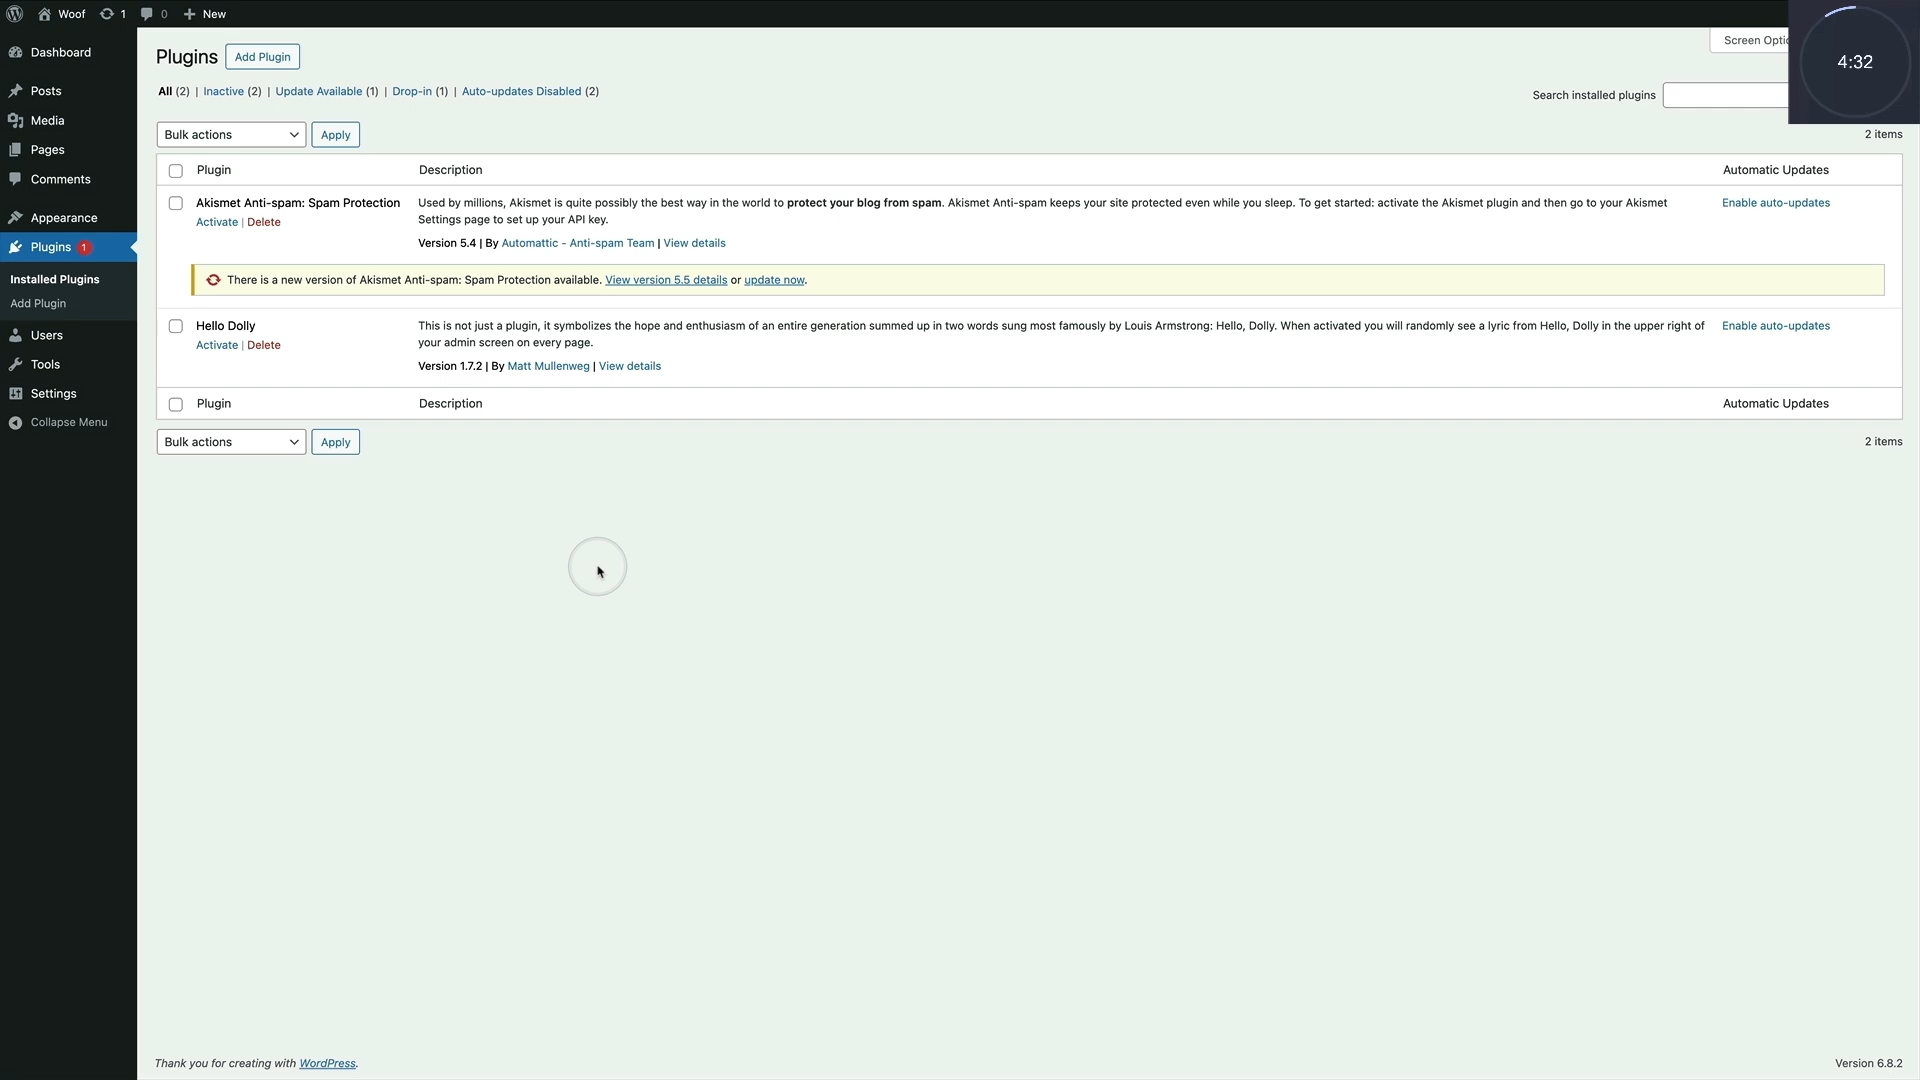 Woof 1 0 New
4:32
Dashboard
Posts
Media
Pages
Comments
Appearance
Plugins 1
Installed Plugins
Add Plugin
Users
Tools
Settings
Collapse Menu
Plugins Add Plugin
Screen Optio
All (2) | Inactive (2) | Update Available (1) | Drop-in (1) | Auto-updates Disabled (2)
Search installed plugins
Bulk actions Apply
2 items
Plugin Description Automatic Updates
Akismet Anti-spam: Spam Protection
Activate | Delete
Used by millions, Akismet is quite possibly the best way in the world to protect your blog from spam. Akismet Anti-spam keeps your site protected even while you sleep. To get started: activate the Akismet plugin and then go to your Akismet
Settings page to set up your API key.
Version 5.4 | By Automattic - Anti-spam Team | View details
Enable auto-updates
There is a new version of Akismet Anti-spam: Spam Protection available. View version 5.5 details or update now.
Hello Dolly
Activate | Delete
This is not just a plugin, it symbolizes the hope and enthusiasm of an entire generation summed up in two words sung most famously by Louis Armstrong: Hello, Dolly. When activated you will randomly see a lyric from Hello, Dolly in the upper right of
your admin screen on every page.
Version 1.7.2 | By Matt Mullenweg | View details
Enable auto-updates
Plugin Description Automatic Updates
Bulk actions Apply
2 items
Thank you for creating with WordPress.
Version 6.8.2